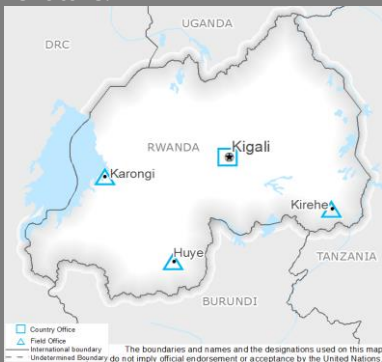 UGANDA
DRC
RWANDA
Kigali
Karongi
Kirehe
Huye
TANZANIA
BURUNDI
Country Office
Field Office
International boundary
Undetermined Boundary
The boundaries and names and the designations used on this map
do not imply official endorsement or acceptance by the United Nations